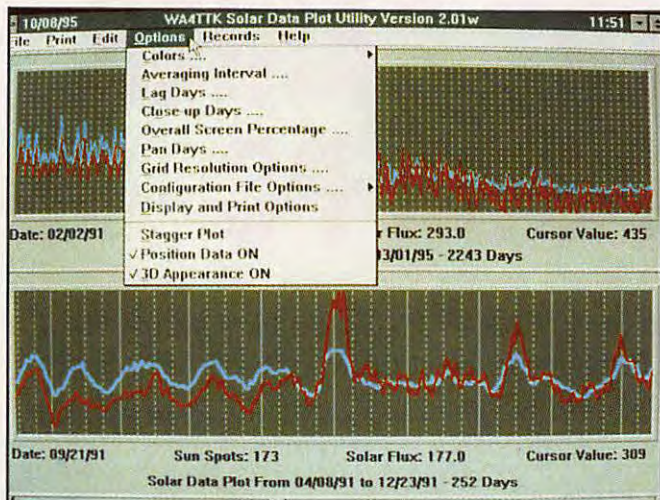 10/08/95 WA4TTK Solar Data Plot Utility Version 2.01w 11:51
ile Print Edit Options Records Help
Colors ....
Averaging Interval ....
Lag Days ....
Close up Days ....
Overall Screen Percentage ....
Pan Days ....
Grid Resolution Options ....
Configuration File Options ....
Display and Print Options
Stagger Plot
√ Position Data ON
√ 3D Appearance ON
Date: 02/02/91 r Flux: 293.0 Cursor Value: 435
3/01/95 - 2243 Days
Date: 09/21/91 Sun Spots: 173 Solar Flux: 177.0 Cursor Value: 309
Solar Data Plot From 04/08/91 to 12/23/91 - 252 Days